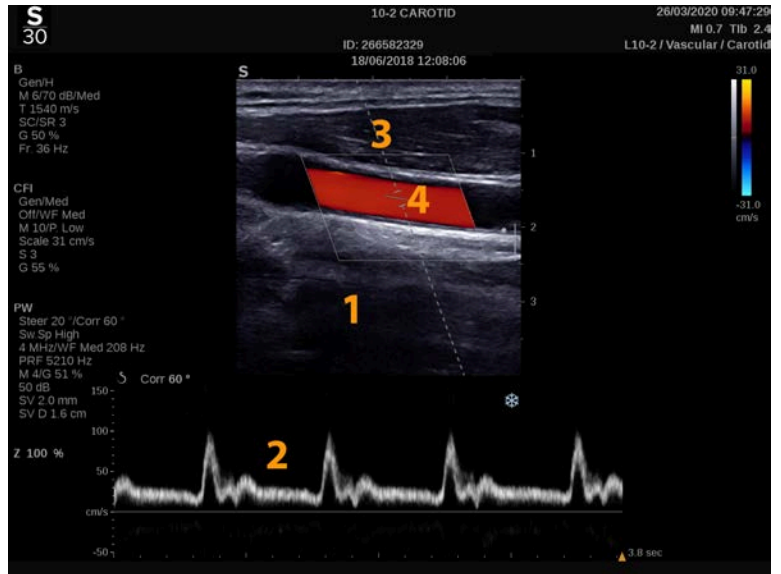 S
30
10-2 CAROTID
26/03/2020 09:47:29
MI 0.7 TIb 2.4
ID: 266582329
L10-2 / Vascular / Carotid
18/06/2018 12:08:06
B
Gen/H
M 6/70 dB/Med
T 1540 m/s
SC/SR 3
G 50 %
Fr. 36 Hz
CFI
Gen/Med
Off/WF Med
M 10/P. Low
Scale 31 cm/s
S 3
G 55 %
PW
Steer 20 °/Corr 60 °
Sw.Sp High
4 MHz/WF Med 208 Hz
PRF 5210 Hz
M 4/G 51 %
50 dB
SV 2.0 mm
SV D 1.6 cm
Z 100 %
S
3
4
1
1
2
3
31.0
-31.0
cm/s
Corr 60 °
150
100
50
cm/s
-50
2
3.8 sec